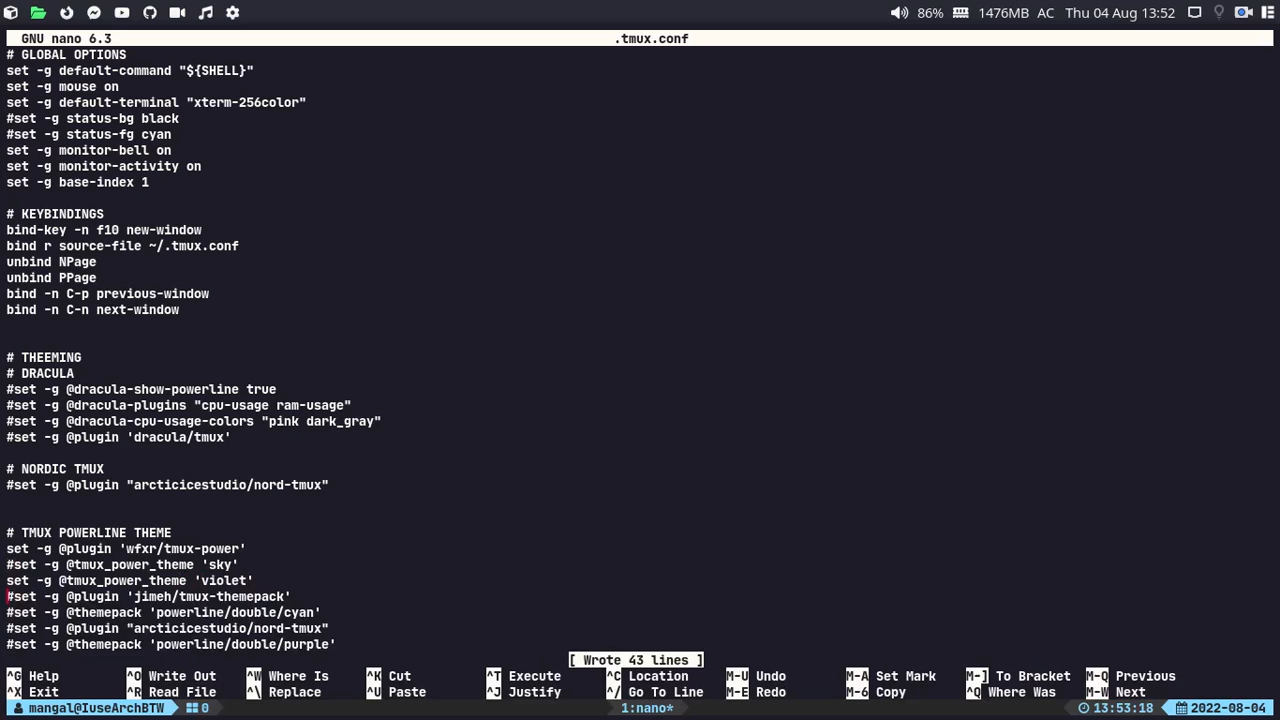 86% 1476MB AC Thu 04 Aug 13:52
GNU nano 6.3 .tmux.conf
# GLOBAL OPTIONS
set -g default-command "${SHELL}"
set -g mouse on
set -g default-terminal "xterm-256color"
#set -g status-bg black
#set -g status-fg cyan
set -g monitor-bell on
set -g monitor-activity on
set -g base-index 1
# KEYBINDINGS
bind-key -n f10 new-window
bind r source-file ~/.tmux.conf
unbind NPage
unbind PPage
bind -n C-p previous-window
bind -n C-n next-window
# THEEMING
# DRACULA
#set -g @dracula-show-powerline true
#set -g @dracula-plugins "cpu-usage ram-usage"
#set -g @dracula-cpu-usage-colors "pink dark_gray"
#set -g @plugin 'dracula/tmux'
# NORDIC TMUX
#set -g @plugin "arcticicestudio/nord-tmux"
# TMUX POWERLINE THEME
set -g @plugin 'wfxr/tmux-power'
#set -g @tmux_power_theme 'sky'
set -g @tmux_power_theme 'violet'
#set -g @plugin 'jimeh/tmux-themepack'
#set -g @themepack 'powerline/double/cyan'
#set -g @plugin "arcticicestudio/nord-tmux"
#set -g @themepack 'powerline/double/purple'
[ Wrote 43 lines ]
^G Help ^O Write Out ^W Where Is ^K Cut ^T Execute ^C Location M-U Undo M-A Set Mark M-] To Bracket M-Q Previous
^X Exit ^R Read File ^\ Replace ^U Paste ^J Justify ^/ Go To Line M-E Redo M-6 Copy ^Q Where Was M-W Next
mangal@IuseArchBTW 0 1:nano* 13:53:18 2022-08-04